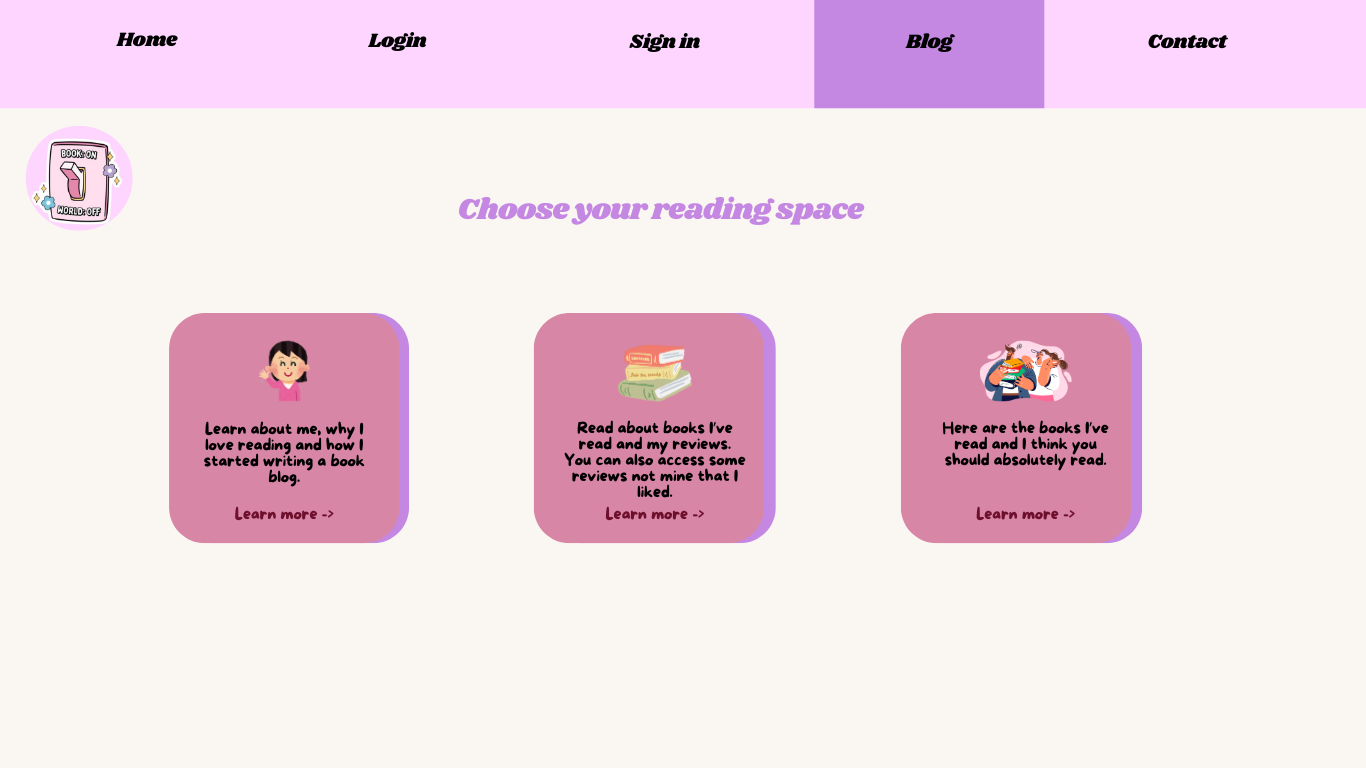 Home Login Sign in Blog Contact
BOOK: ON
WORLD: OFF
Choose your reading space
Learn about me, why I
love reading and how I
started writing a book
blog.
Learn more ->
Read about books I've
read and my reviews.
You can also access some
reviews not mine that I
liked.
Learn more ->
Here are the books I've
read and I think you
should absolutely read.
Learn more ->